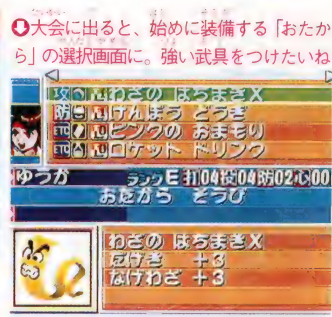 大会に出ると、始めに装備する「おたか
ら」の選択画面に。強い武具をつけたいね
攻 わざの はちまきX
防 けんぽう どうぎ
ETC ピンクの おまもり
ETC ロケット ドリンク
ゆうか ランクE 打04投04防02心00
おたから そうび
わざの はちまきX
だげき +3
なげわざ +3